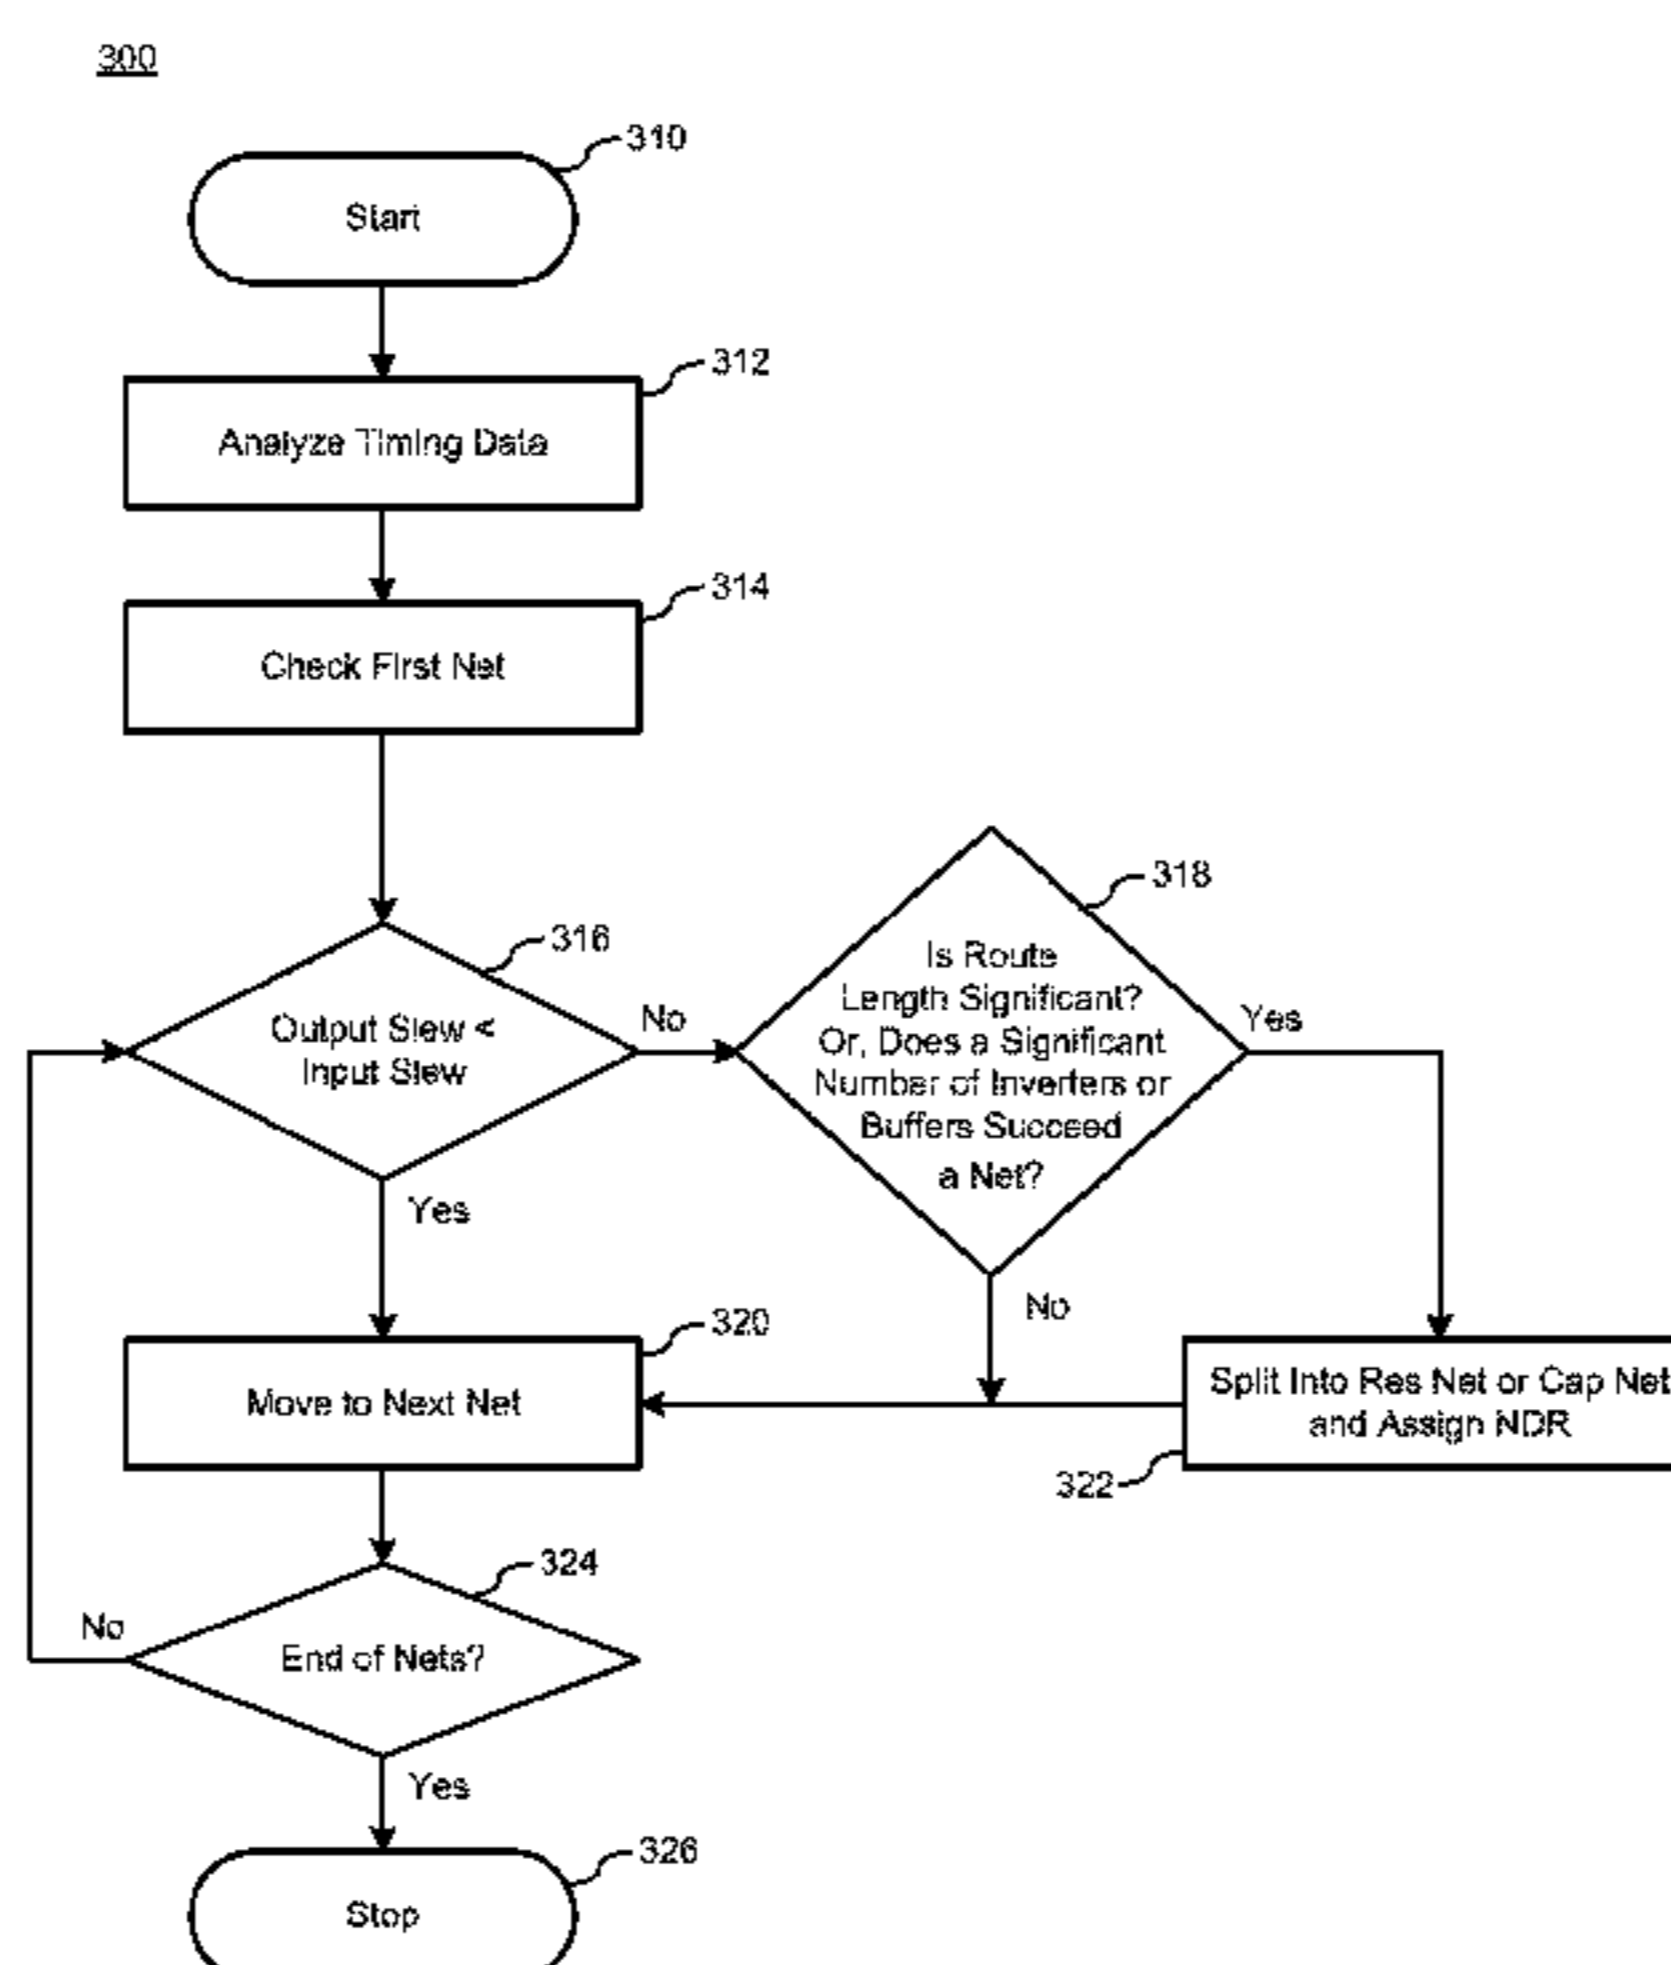 300
310
Start
312
Analyze Timing Data
314
Check First Net
316
Output Slew <
Input Slew
No
Yes
318
Is Route
Length Significant?
Or, Does a Significant
Number of Inverters or
Buffers Succeed
a Net?
Yes
No
320
Move to Next Net
Split Into Res Net or Cap Net
and Assign NDR
322
324
End of Nets?
No
Yes
326
Stop